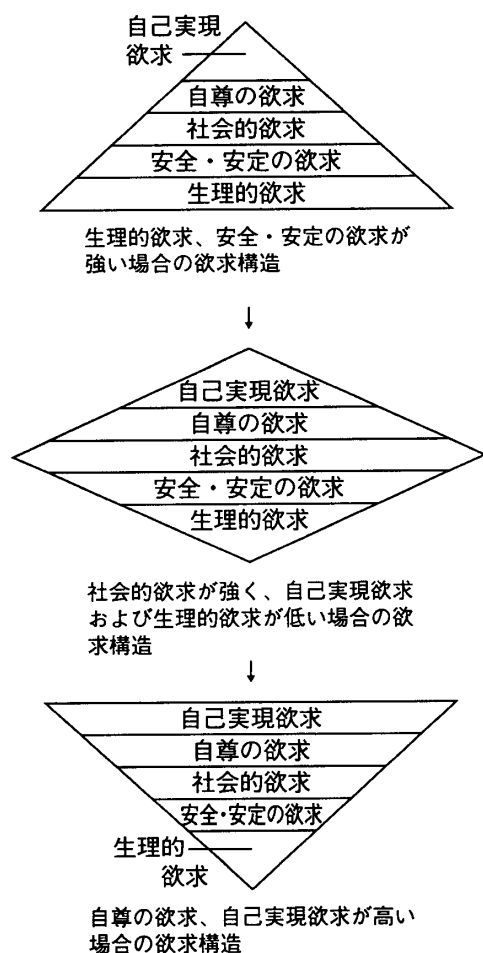 自己実現
欲求
自尊の欲求
社会的欲求
安全・安定の欲求
生理的欲求
生理的欲求、安全・安定の欲求が
強い場合の欲求構造
↓
自己実現欲求
自尊の欲求
社会的欲求
安全・安定の欲求
生理的欲求
社会的欲求が強く、自己実現欲求
および生理的欲求が低い場合の欲
求構造
↓
自己実現欲求
自尊の欲求
社会的欲求
安全・安定の欲求
生理的
欲求
自尊の欲求、自己実現欲求が高い
場合の欲求構造